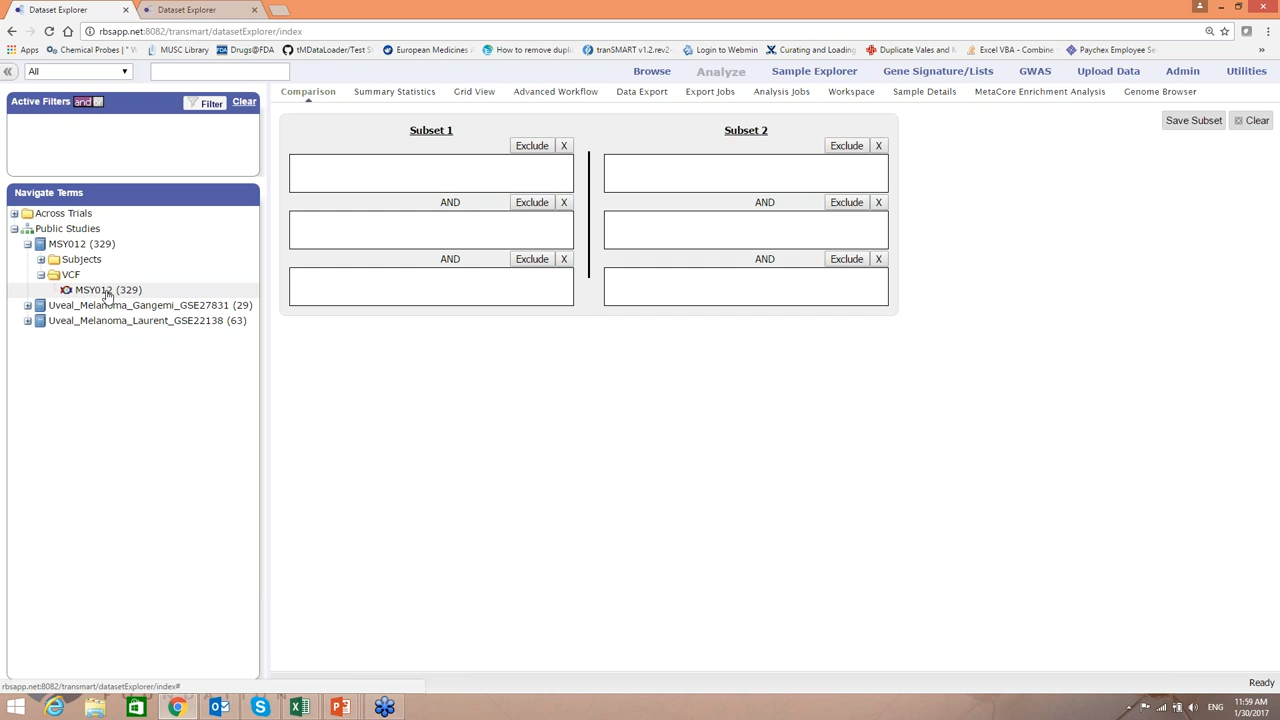 Dataset Explorer
Dataset Explorer
rbsapp.net:8082/transmart/datasetExplorer/index
Apps
Chemical Probes | "
MUSC Library
Drugs@FDA
tMDataLoader/Test St
European Medicines A
How to remove duplic
tranSMART v1.2.rev2-
Login to Webmin
Curating and Loading
Duplicate Vales and M
Excel VBA - Combine
Paychex Employee Se
»
All
Browse
Analyze
Sample Explorer
Gene Signature/Lists
GWAS
Upload Data
Admin
Utilities
Active Filters and or
Filter
Clear
Comparison
Summary Statistics
Grid View
Advanced Workflow
Data Export
Export Jobs
Analysis Jobs
Workspace
Sample Details
MetaCore Enrichment Analysis
Genome Browser
Subset 1
Subset 2
Save Subset
Clear
Exclude X
Exclude X
AND Exclude X
AND Exclude X
AND Exclude X
AND Exclude X
Navigate Terms
Across Trials
Public Studies
MSY012 (329)
Subjects
VCF
MSY012 (329)
Uveal_Melanoma_Gangemi_GSE27831 (29)
Uveal_Melanoma_Laurent_GSE22138 (63)
rbsapp.net:8082/transmart/datasetExplorer/index#
Ready
ENG
11:59 AM
1/30/2017